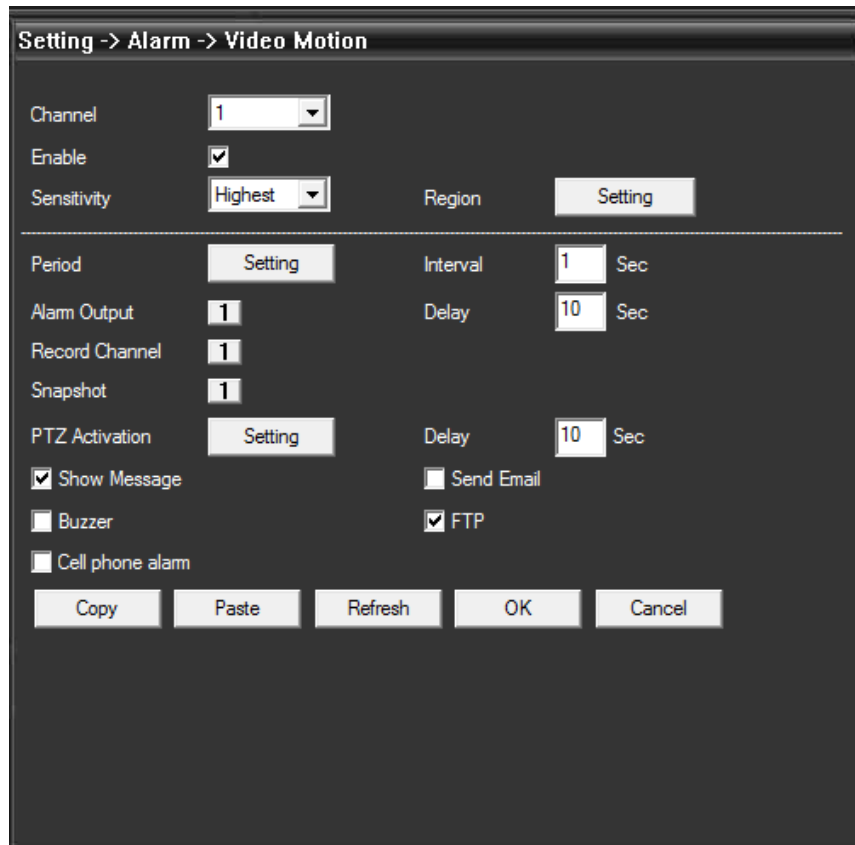 Setting -> Alarm -> Video Motion
Channel 1
Enable
Sensitivity Highest Region Setting
Period Setting Interval 1 Sec
Alarm Output 1 Delay 10 Sec
Record Channel 1
Snapshot 1
PTZ Activation Setting Delay 10 Sec
Show Message Send Email
Buzzer FTP
Cell phone alarm
Copy Paste Refresh OK Cancel